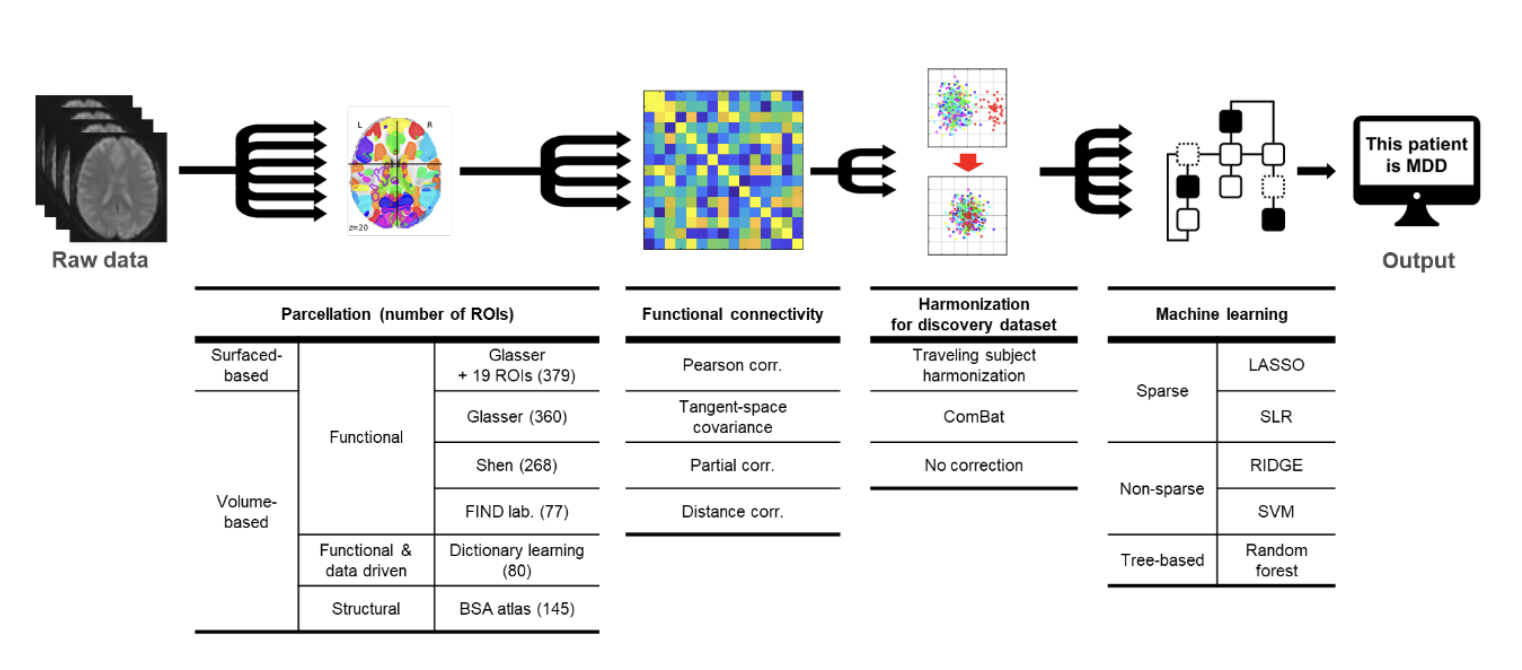 L R
z=20
This patient
is MDD
Raw data
Output
Parcellation (number of ROIs)
Surfaced-
based
Functional
Glasser
+ 19 ROIs (379)
Volume-
based
Glasser (360)
Shen (268)
FIND lab. (77)
Functional &
data driven
Dictionary learning
(80)
Structural
BSA atlas (145)
Functional connectivity
Pearson corr.
Tangent-space
covariance
Partial corr.
Distance corr.
Harmonization
for discovery dataset
Traveling subject
harmonization
ComBat
No correction
Machine learning
Sparse
LASSO
SLR
Non-sparse
RIDGE
SVM
Tree-based
Random
forest